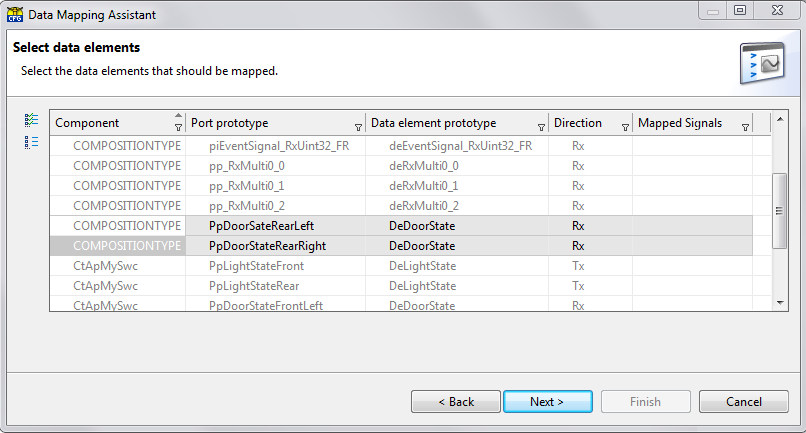 CFG Data Mapping Assistant
Select data elements
Select the data elements that should be mapped.
Component Port prototype Data element prototype Direction Mapped Signals
COMPOSITIONTYPE piEventSignal_RxUint32_FR deEventSignal_RxUint32_FR Rx
COMPOSITIONTYPE pp_RxMulti0_0 deRxMulti0_0 Rx
COMPOSITIONTYPE pp_RxMulti0_1 deRxMulti0_1 Rx
COMPOSITIONTYPE pp_RxMulti0_2 deRxMulti0_2 Rx
COMPOSITIONTYPE PpDoorSateRearLeft DeDoorState Rx
COMPOSITIONTYPE PpDoorStateRearRight DeDoorState Rx
CtApMySwc PpLightStateFront DeLightState Tx
CtApMySwc PpLightStateRear DeLightState Tx
CtApMySwc PpDoorStateFrontLeft DeDoorState Rx
< Back Next > Finish Cancel